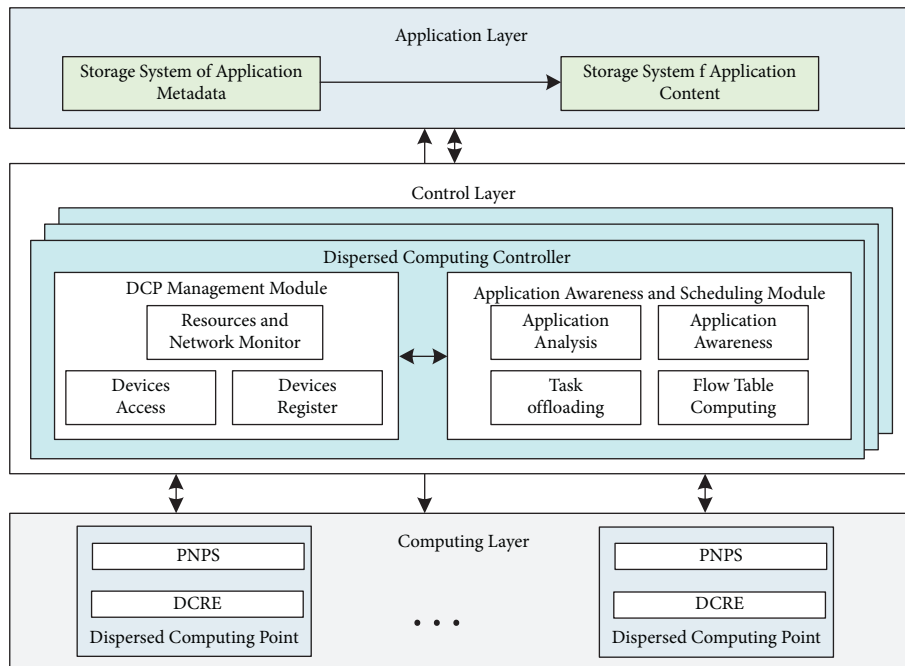 Application Layer
Storage System of Application
Metadata
Storage System f Application
Content
Control Layer
Dispersed Computing Controller
DCP Management Module
Resources and
Network Monitor
Devices
Access
Devices
Register
Application Awareness and Scheduling Module
Application
Analysis
Application
Awareness
Task
offloading
Flow Table
Computing
Computing Layer
PNPS
DCRE
Dispersed Computing Point
• • •
PNPS
DCRE
Dispersed Computing Point